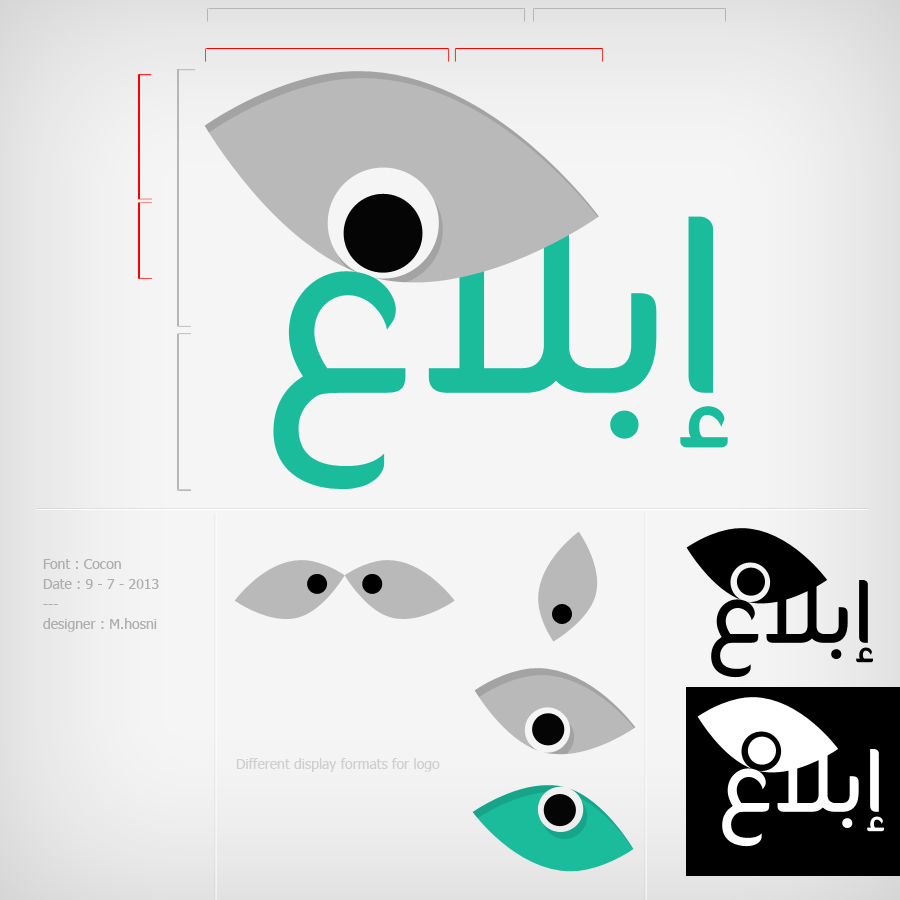 إبلاغ
Font : Cocon
Date : 9 - 7 - 2013
---
designer : M.hosni
Different display formats for logo
إبلاغ
إبلاغ